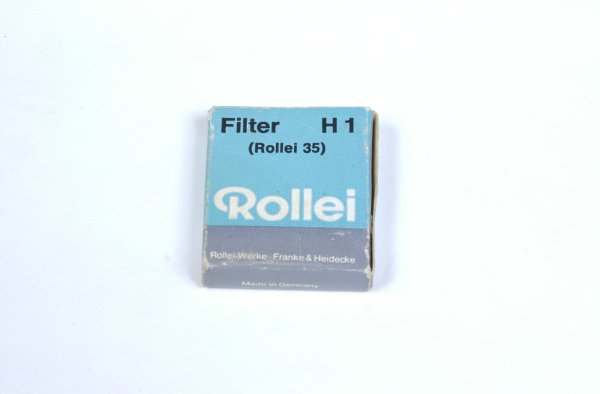 Filter H 1
(Rollei 35)
Rollei
Rollei-Werke Franke & Heidecke
Made in Germany